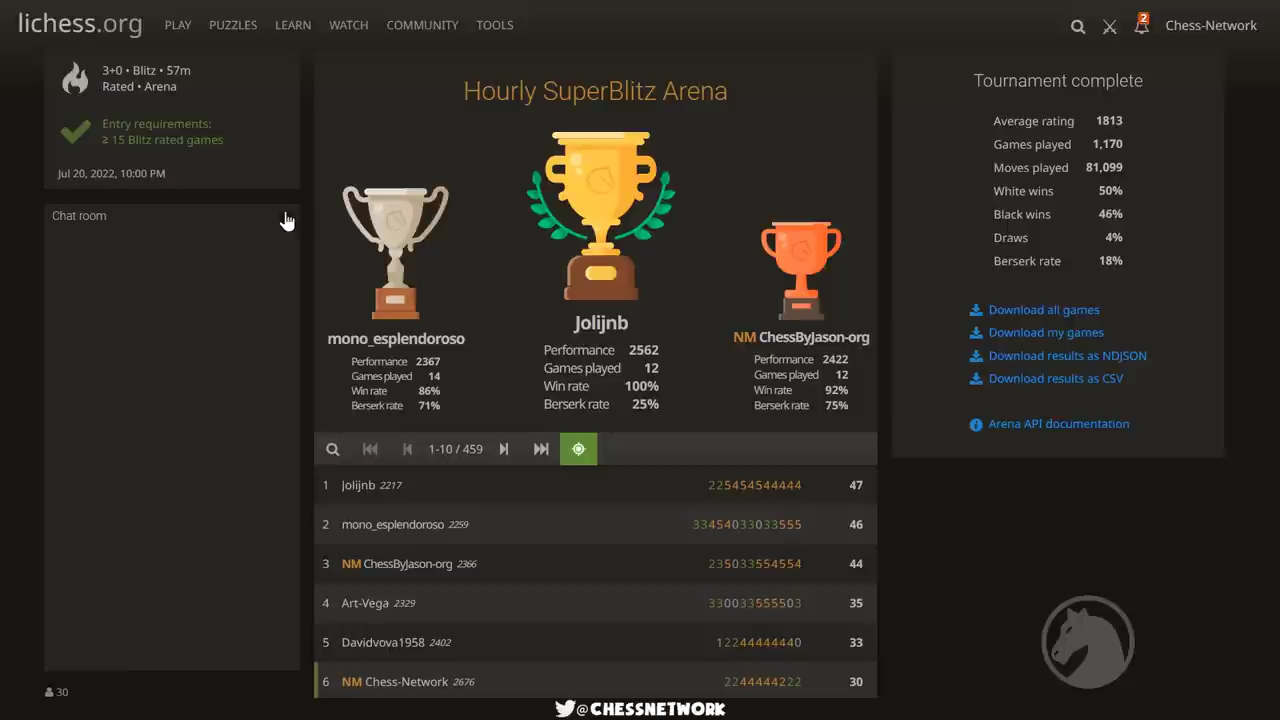 lichess.org PLAY PUZZLES LEARN WATCH COMMUNITY TOOLS 2 Chess-Network
3+0 • Blitz • 57m
Rated • Arena
Entry requirements:
≥ 15 Blitz rated games
Jul 20, 2022, 10:00 PM
Chat room
30
Hourly SuperBlitz Arena
mono_esplendoroso
Performance 2367
Games played 14
Win rate 86%
Berserk rate 71%
Jolijnb
Performance 2562
Games played 12
Win rate 100%
Berserk rate 25%
NM ChessByJason-org
Performance 2422
Games played 12
Win rate 92%
Berserk rate 75%
1-10 / 459
1 Jolijnb 2217 225454544444 47
2 mono_esplendoroso 2259 33454033033555 46
3 NM ChessByJason-org 2366 235033554554 44
4 Art-Vega 2329 330033555503 35
5 Davidvova1958 2402 12244444440 33
6 NM Chess-Network 2676 2244444222 30
Tournament complete
Average rating 1813
Games played 1,170
Moves played 81,099
White wins 50%
Black wins 46%
Draws 4%
Berserk rate 18%
Download all games
Download my games
Download results as NDJSON
Download results as CSV
Arena API documentation
@CHESSNETWORK